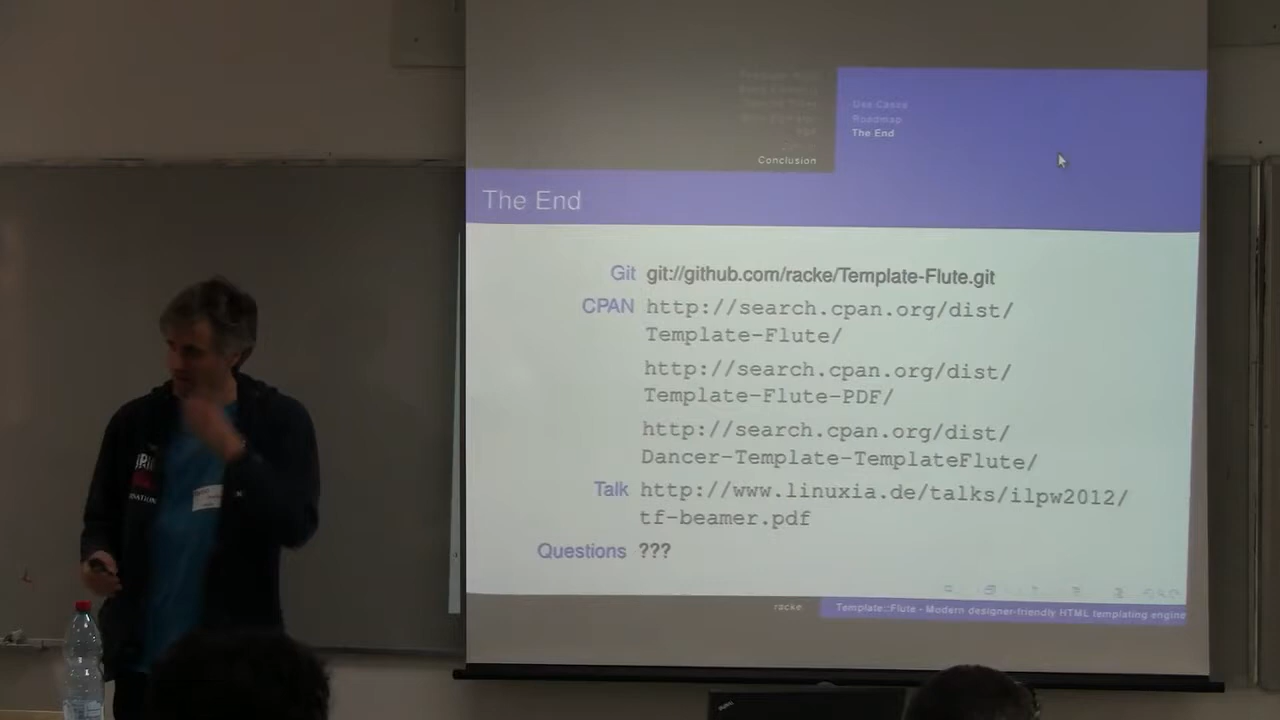 Conclusion
Use Cases
Roadmap
The End
The End
Git git://github.com/racke/Template-Flute.git
CPAN http://search.cpan.org/dist/
Template-Flute/
http://search.cpan.org/dist/
Template-Flute-PDF/
http://search.cpan.org/dist/
Dancer-Template-TemplateFlute/
Talk http://www.linuxia.de/talks/ilpw2012/
tf-beamer.pdf
Questions ???
racke
Template::Flute - Modern designer-friendly HTML templating engine